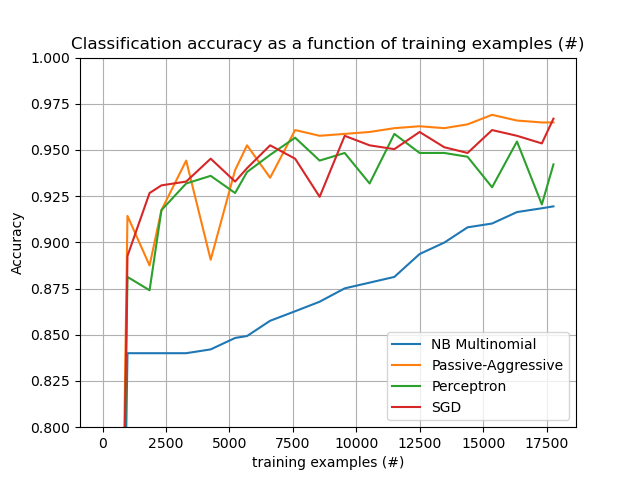 Classification accuracy as a function of training examples (#)
1.000
0.975
0.950
0.925
0.900
0.875
0.850
0.825
0.800
Accuracy
NB Multinomial
Passive-Aggressive
Perceptron
SGD
0 2500 5000 7500 10000 12500 15000 17500
training examples (#)